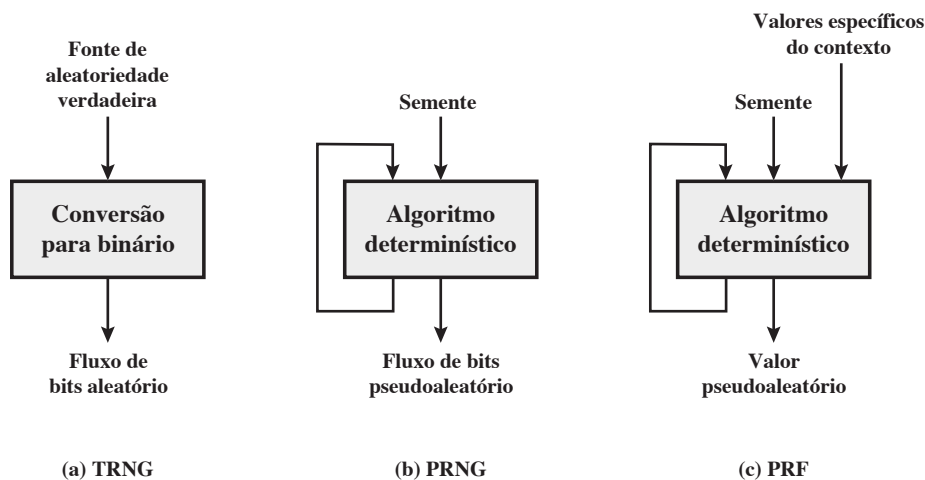 Fonte de
aleatoriedade
verdadeira
Conversão
para binário
Fluxo de
bits aleatório
(a) TRNG
Semente
Algoritmo
determinístico
Fluxo de bits
pseudoaleatório
(b) PRNG
Valores específicos
do contexto
Semente
Algoritmo
determinístico
Valor
pseudoaleatório
(c) PRF